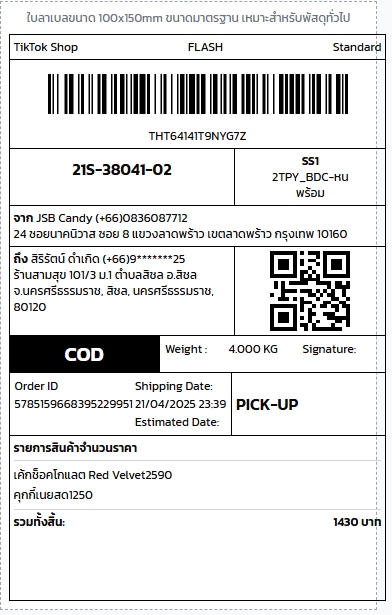 ใบลาเบลขนาด 100x150mm ขนาดมาตรฐาน เหมาะสำหรับพัสดุทั่วไป
TikTok Shop FLASH Standard
THT64141T9NYG7Z
21S-38041-02
SS1
2TPY_BDC-หน
พร้อม
จาก JSB Candy (+66)0836087712
24 ซอยนาคนิวาส ซอย 8 แขวงลาดพร้าว เขตลาดพร้าว กรุงเทพ 10160
ถึง สิริรัตน์ ดำเกิด (+66)9*******25
ร้านสามสุข 101/3 ม.1 ตำบลสิชล อ.สิชล
จ.นครศรีธรรมราช, สิชล, นครศรีธรรมราช,
80120
COD
Weight : 4.000 KG Signature:
Order ID Shipping Date:
5785159668395229951 21/04/2025 23:39
Estimated Date:
PICK-UP
รายการสินค้าจำนวนราคา
เค้กช็อคโกแลต Red Velvet2590
คุกกี้เนยสด1250
รวมทั้งสิ้น: 1430 บาท